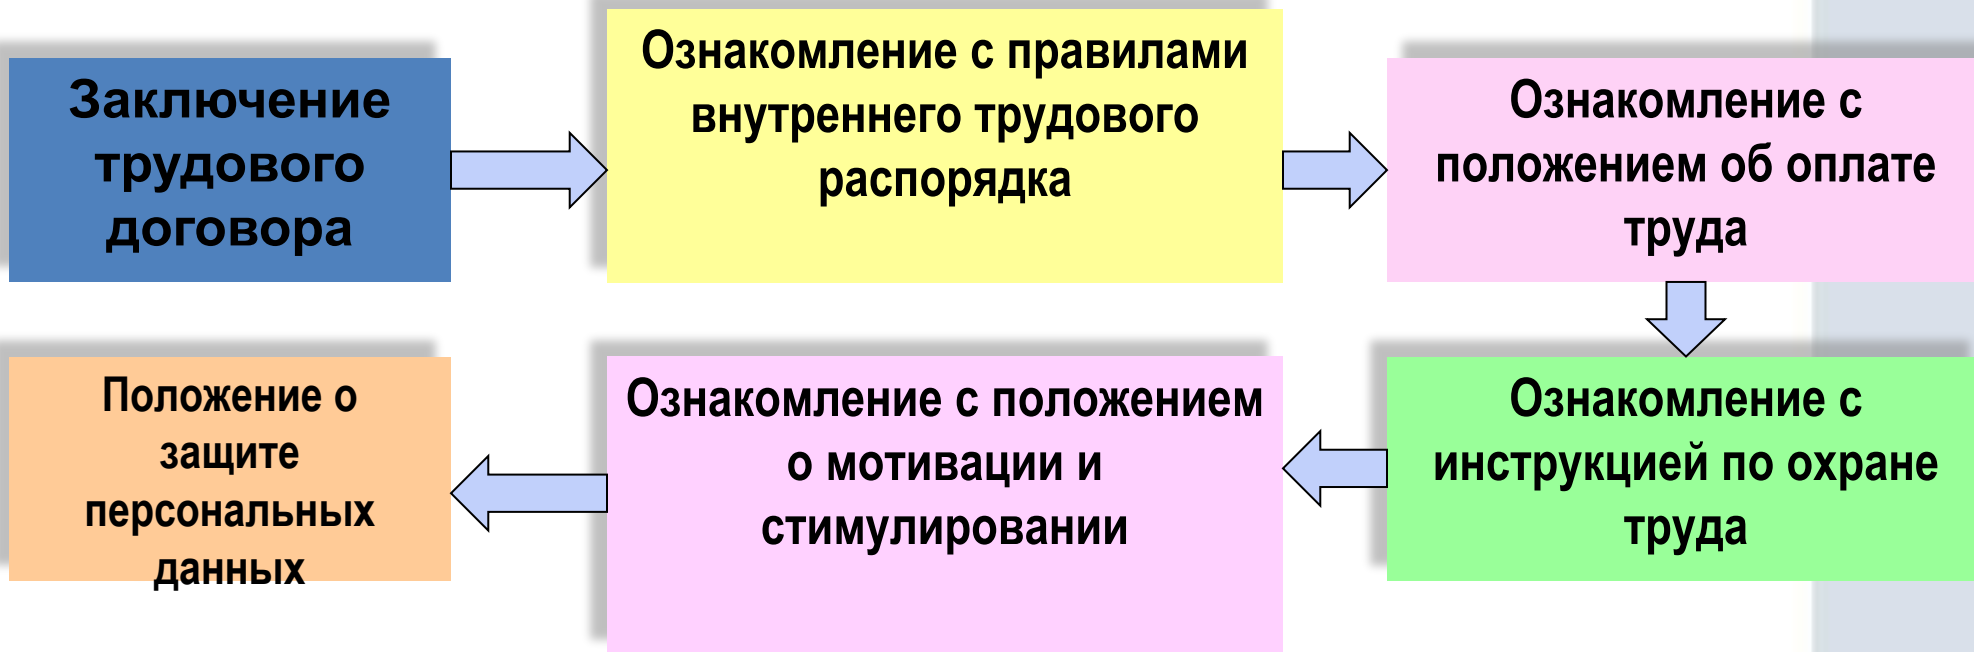 Заключение
трудового
договора
Ознакомление с правилами
внутреннего трудового
распорядка
Ознакомление с
положением об оплате
труда
Ознакомление с
инструкцией по охране
труда
Ознакомление с положением
о мотивации и
стимулировании
Положение о
защите
персональных
данных